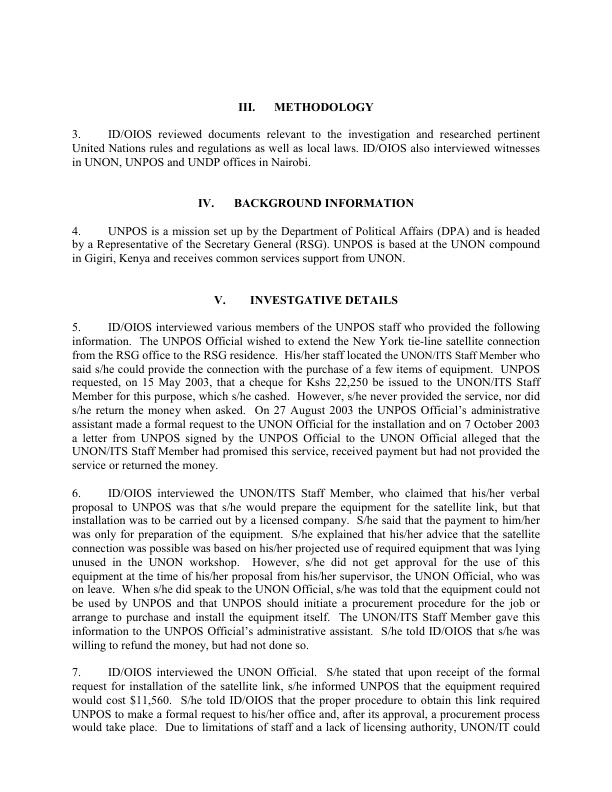 III. METHODOLOGY
3. ID/OIOS reviewed documents relevant to the investigation and researched pertinent
United Nations rules and regulations as well as local laws. ID/OIOS also interviewed witnesses
in UNON, UNPOS and UNDP offices in Nairobi.
IV. BACKGROUND INFORMATION
4. UNPOS is a mission set up by the Department of Political Affairs (DPA) and is headed
by a Representative of the Secretary General (RSG). UNPOS is based at the UNON compound
in Gigiri, Kenya and receives common services support from UNON.
V. INVESTGATIVE DETAILS
5. ID/OIOS interviewed various members of the UNPOS staff who provided the following
information. The UNPOS Official wished to extend the New York tie-line satellite connection
from the RSG office to the RSG residence. His/her staff located the UNON/ITS Staff Member who
said s/he could provide the connection with the purchase of a few items of equipment. UNPOS
requested, on 15 May 2003, that a cheque for Kshs 22,250 be issued to the UNON/ITS Staff
Member for this purpose, which s/he cashed. However, s/he never provided the service, nor did
s/he return the money when asked. On 27 August 2003 the UNPOS Official's administrative
assistant made a formal request to the UNON Official for the installation and on 7 October 2003
a letter from UNPOS signed by the UNPOS Official to the UNON Official alleged that the
UNON/ITS Staff Member had promised this service, received payment but had not provided the
service or returned the money.
6. ID/OIOS interviewed the UNON/ITS Staff Member, who claimed that his/her verbal
proposal to UNPOS was that s/he would prepare the equipment for the satellite link, but that
installation was to be carried out by a licensed company. S/he said that the payment to him/her
was only for preparation of the equipment. S/he explained that his/her advice that the satellite
connection was possible was based on his/her projected use of required equipment that was lying
unused in the UNON workshop. However, s/he did not get approval for the use of this
equipment at the time of his/her proposal from his/her supervisor, the UNON Official, who was
on leave. When s/he did speak to the UNON Official, s/he was told that the equipment could not
be used by UNPOS and that UNPOS should initiate a procurement procedure for the job or
arrange to purchase and install the equipment itself. The UNON/ITS Staff Member gave this
information to the UNPOS Official's administrative assistant. S/he told ID/OIOS that s/he was
willing to refund the money, but had not done so.
7. ID/OIOS interviewed the UNON Official. S/he stated that upon receipt of the formal
request for installation of the satellite link, s/he informed UNPOS that the equipment required
would cost $11,560. S/he told ID/OIOS that the proper procedure to obtain this link required
UNPOS to make a formal request to his/her office and, after its approval, a procurement process
would take place. Due to limitations of staff and a lack of licensing authority, UNON/IT could